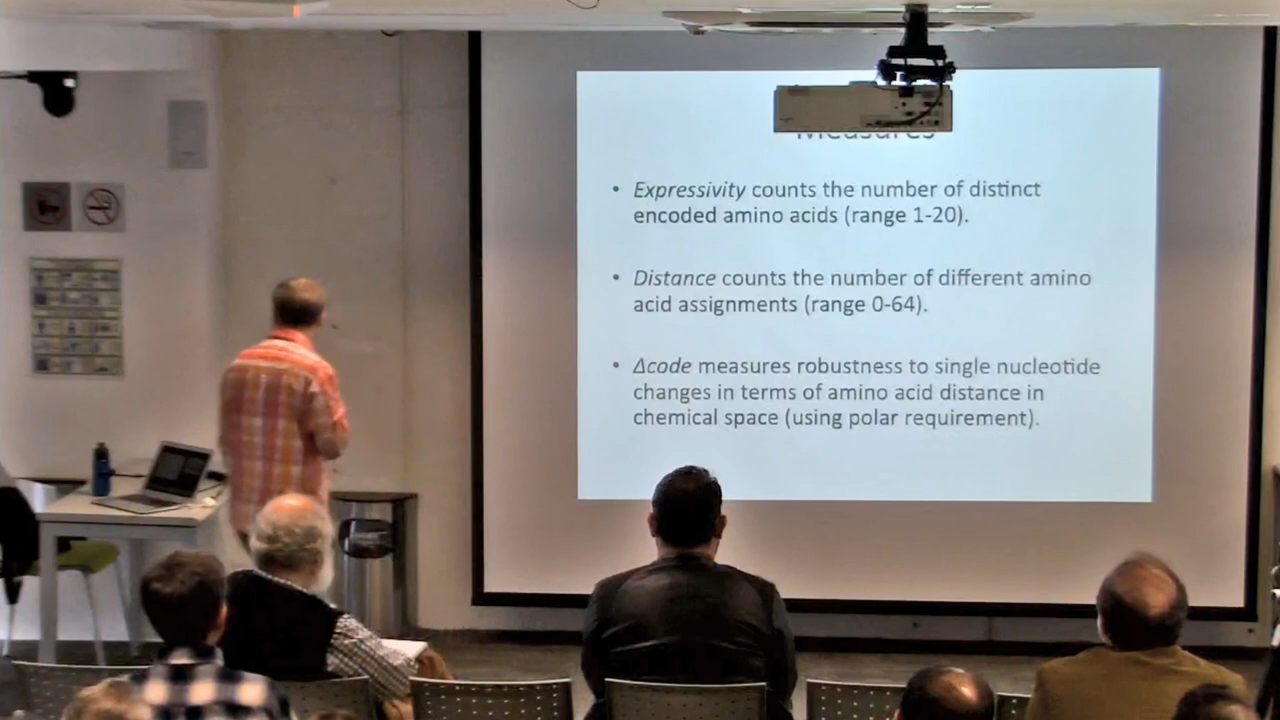 Measures
• Expressivity counts the number of distinct
encoded amino acids (range 1-20).
• Distance counts the number of different amino
acid assignments (range 0-64).
• Δcode measures robustness to single nucleotide
changes in terms of amino acid distance in
chemical space (using polar requirement).